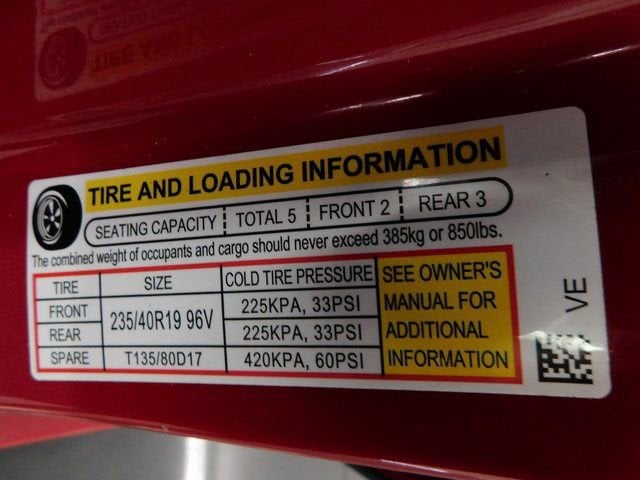 TIRE AND LOADING INFORMATION
SEATING CAPACITY TOTAL 5 FRONT 2 REAR 3
The combined weight of occupants and cargo should never exceed 385kg or 850lbs.
TIRE SIZE COLD TIRE PRESSURE SEE OWNER'S
FRONT 235/40R19 96V 225KPA, 33PSI MANUAL FOR
REAR 225KPA, 33PSI ADDITIONAL
SPARE T135/80D17 420KPA, 60PSI INFORMATION
VE